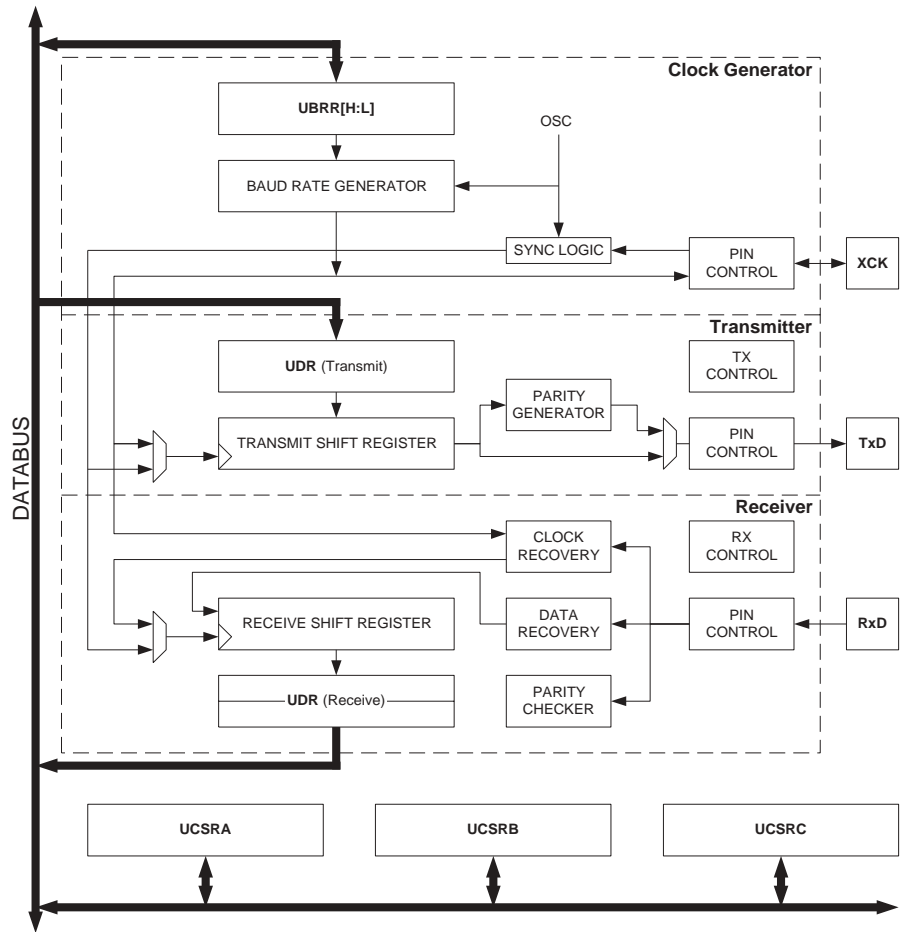 Clock Generator
UBRR[H:L]
OSC
BAUD RATE GENERATOR
SYNC LOGIC
PIN
CONTROL
XCK
Transmitter
UDR (Transmit)
TX
CONTROL
PARITY
GENERATOR
TRANSMIT SHIFT REGISTER
PIN
CONTROL
TxD
DATABUS
Receiver
CLOCK
RECOVERY
RX
CONTROL
RECEIVE SHIFT REGISTER
DATA
RECOVERY
PIN
CONTROL
RxD
UDR (Receive)
PARITY
CHECKER
UCSRA
UCSRB
UCSRC